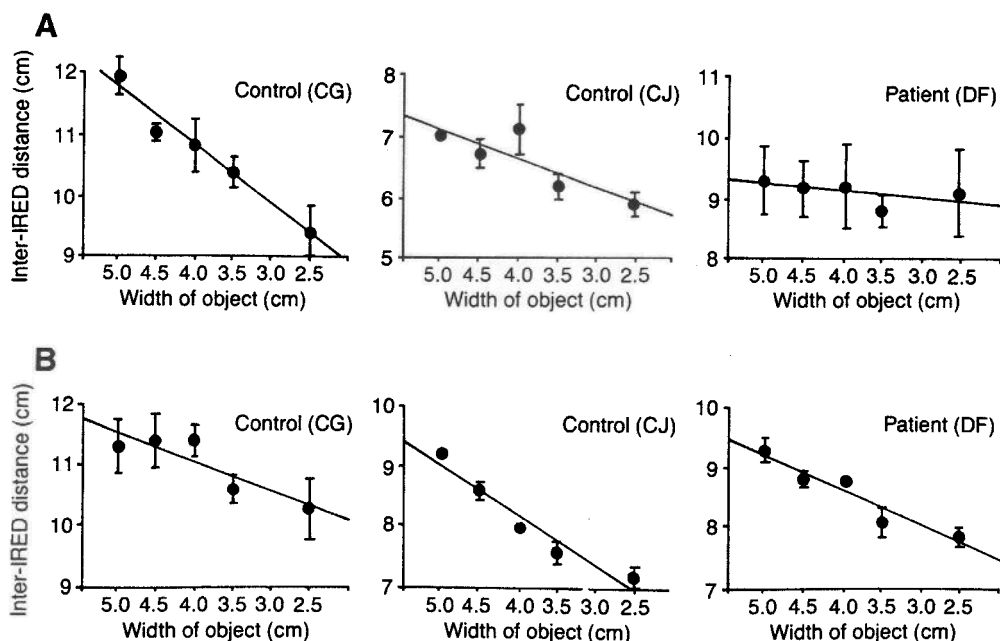 A
Inter-IRED distance (cm)
12
11
10
9
Control (CG)
5.0 4.5 4.0 3.5 3.0 2.5
Width of object (cm)
8
7
6
5
Control (CJ)
5.0 4.5 4.0 3.5 3.0 2.5
Width of object (cm)
11
10
9
8
Patient (DF)
5.0 4.5 4.0 3.5 3.0 2.5
Width of object (cm)
B
Inter-IRED distance (cm)
12
11
10
9
Control (CG)
5.0 4.5 4.0 3.5 3.0 2.5
Width of object (cm)
10
9
8
7
Control (CJ)
5.0 4.5 4.0 3.5 3.0 2.5
Width of object (cm)
10
9
8
7
Patient (DF)
5.0 4.5 4.0 3.5 3.0 2.5
Width of object (cm)